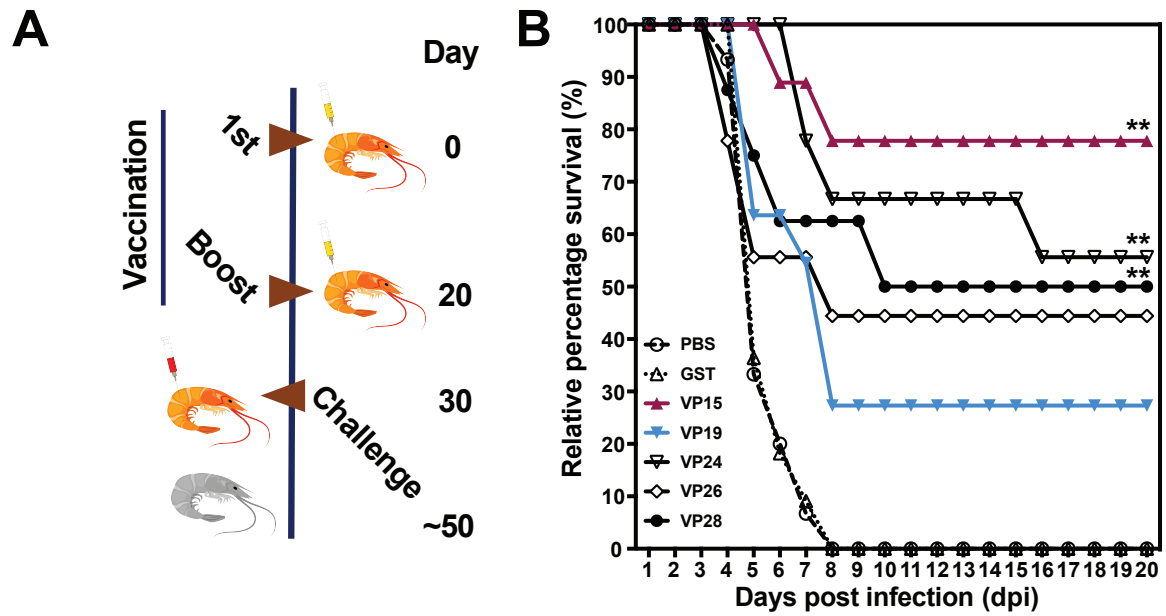 A
Day
Vaccination
1st
0
Boost
20
30
Challenge
~50
B
Relative percentage survival (%)
100
90
80
70
60
50
40
30
20
10
0
**
**
**
PBS
GST
VP15
VP19
VP24
VP26
VP28
1 2 3 4 5 6 7 8 9 10 11 12 13 14 15 16 17 18 19 20
Days post infection (dpi)